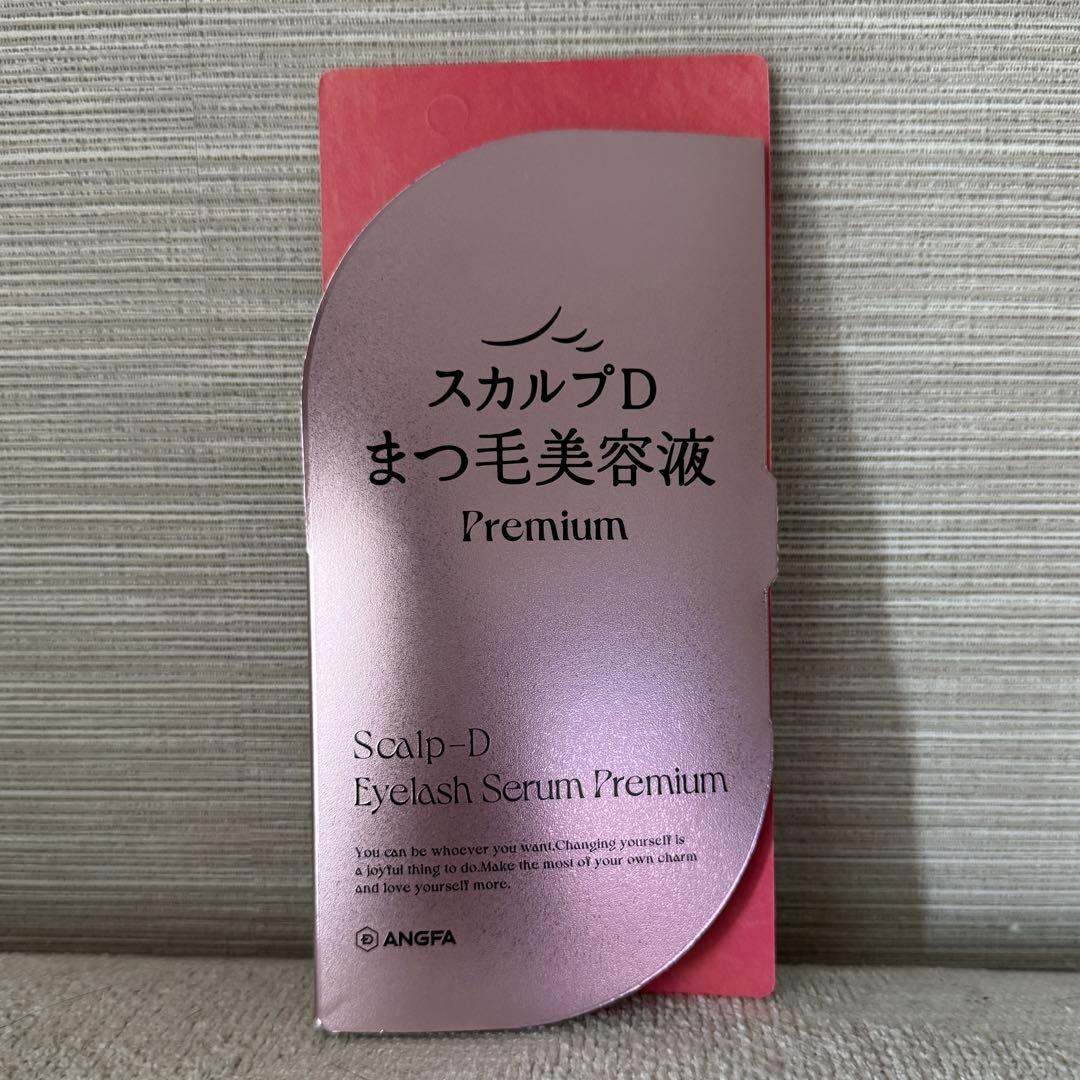 スカルプD
まつ毛美容液
Premium
Scalp-D
Eyelash Serum Premium
You can be whoever you want.Changing yourself is
a joyful thing to do.Make the most of your own charm
and love yourself more.
ANGFA